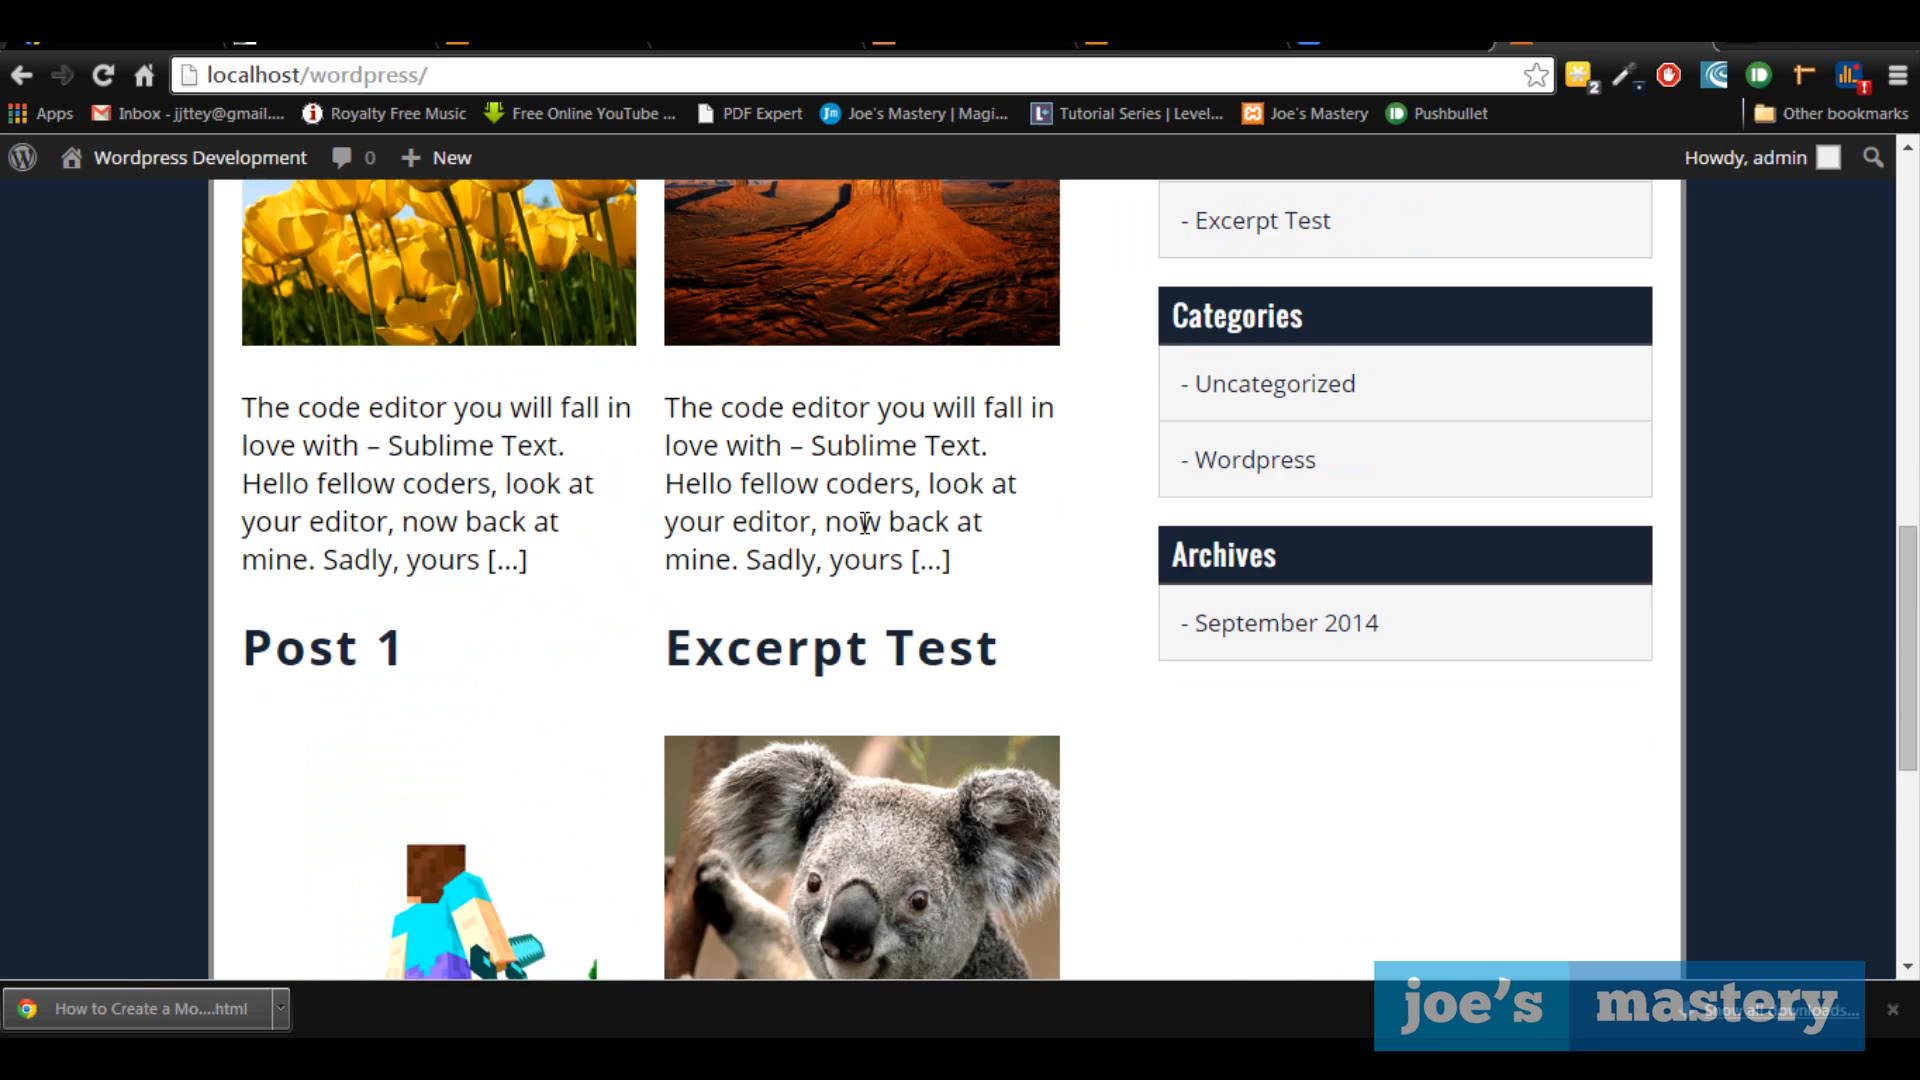 localhost/wordpress/
2
Apps
Inbox - jjttey@gmail....
Royalty Free Music
Free Online YouTube ...
PDF Expert
Jm
Joe's Mastery | Magi...
Tutorial Series | Level...
Joe's Mastery
Pushbullet
Other bookmarks
Wordpress Development
0
New
Howdy, admin
The code editor you will fall in
love with – Sublime Text.
Hello fellow coders, look at
your editor, now back at
mine. Sadly, yours [...]
Post 1
The code editor you will fall in
love with – Sublime Text.
Hello fellow coders, look at
your editor, now back at
mine. Sadly, yours [...]
Excerpt Test
- Excerpt Test
Categories
- Uncategorized
- Wordpress
Archives
- September 2014
How to Create a Mo....html
Show all downloads...
joe's mastery